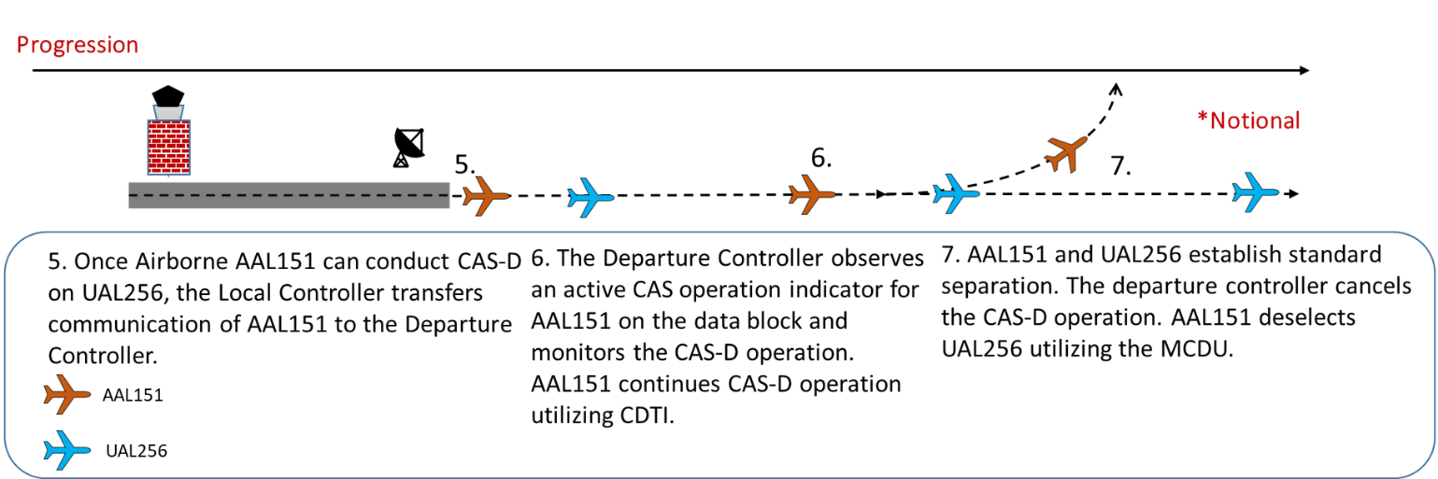 Progression
*Notional
5.
6.
7.
5. Once Airborne AAL151 can conduct CAS-D
on UAL256, the Local Controller transfers
communication of AAL151 to the Departure
Controller.
AAL151
UAL256
6. The Departure Controller observes
an active CAS operation indicator for
AAL151 on the data block and
monitors the CAS-D operation.
AAL151 continues CAS-D operation
utilizing CDTI.
7. AAL151 and UAL256 establish standard
separation. The departure controller cancels
the CAS-D operation. AAL151 deselects
UAL256 utilizing the MCDU.